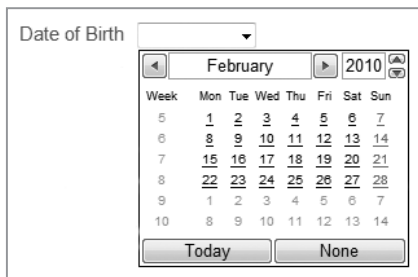 Date of Birth
February 2010
Week Mon Tue Wed Thu Fri Sat Sun
5 1 2 3 4 5 6 7
6 8 9 10 11 12 13 14
7 15 16 17 18 19 20 21
8 22 23 24 25 26 27 28
9 1 2 3 4 5 6 7
10 8 9 10 11 12 13 14
Today None